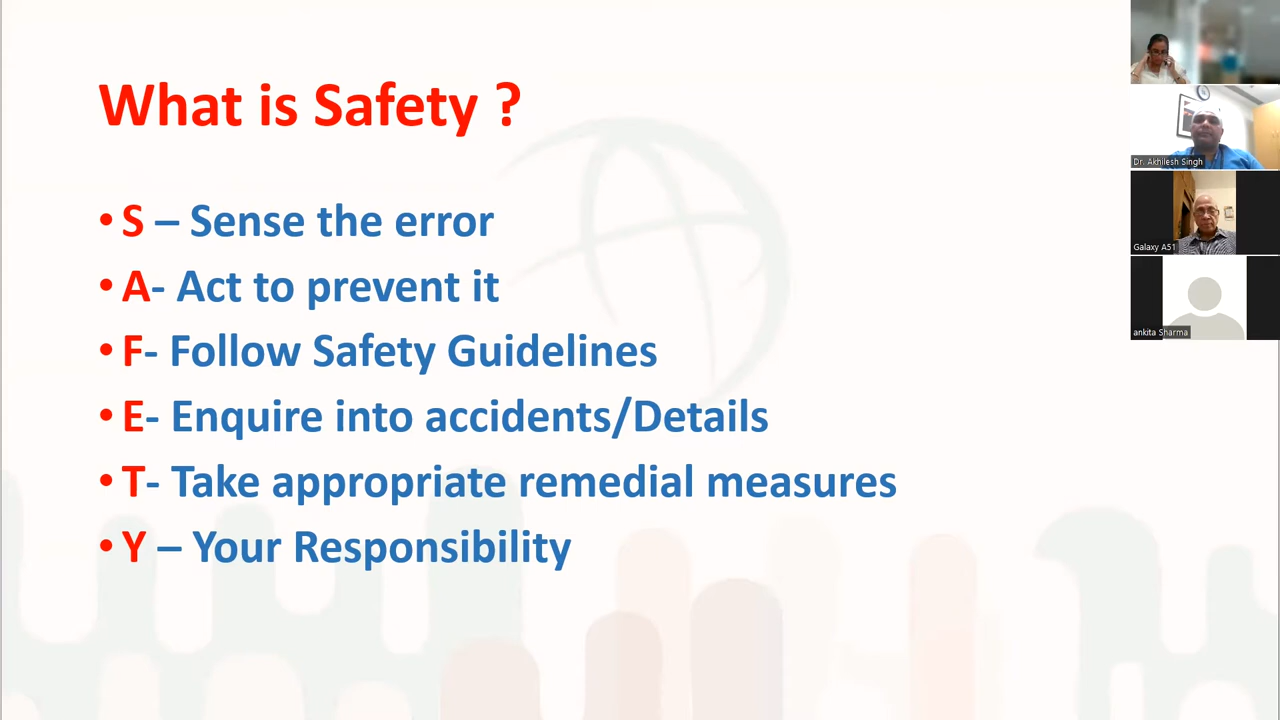 What is Safety ?
• S – Sense the error
• A- Act to prevent it
• F- Follow Safety Guidelines
• E- Enquire into accidents/Details
• T- Take appropriate remedial measures
• Y – Your Responsibility
Dr. Akhilesh Singh
Galaxy A51
ankita Sharma